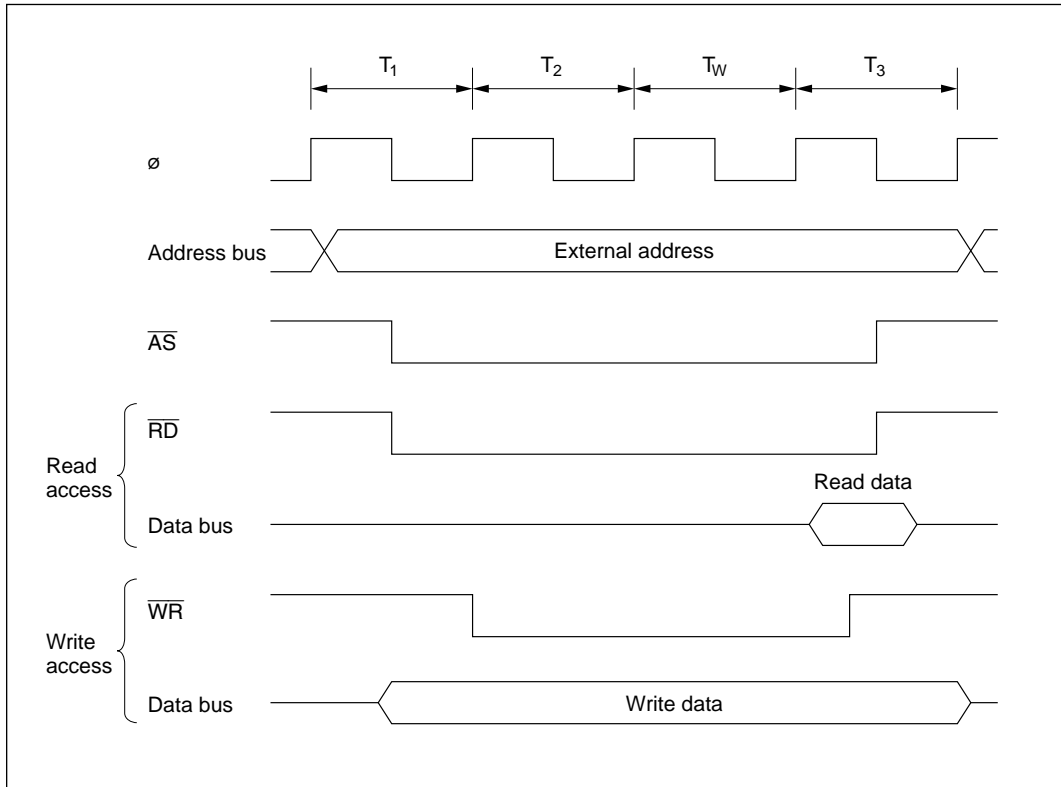 T1 T2 TW T3
ø
Address bus External address
AS
RD
Read data
Read
access
Data bus
WR
Write
access
Data bus Write data